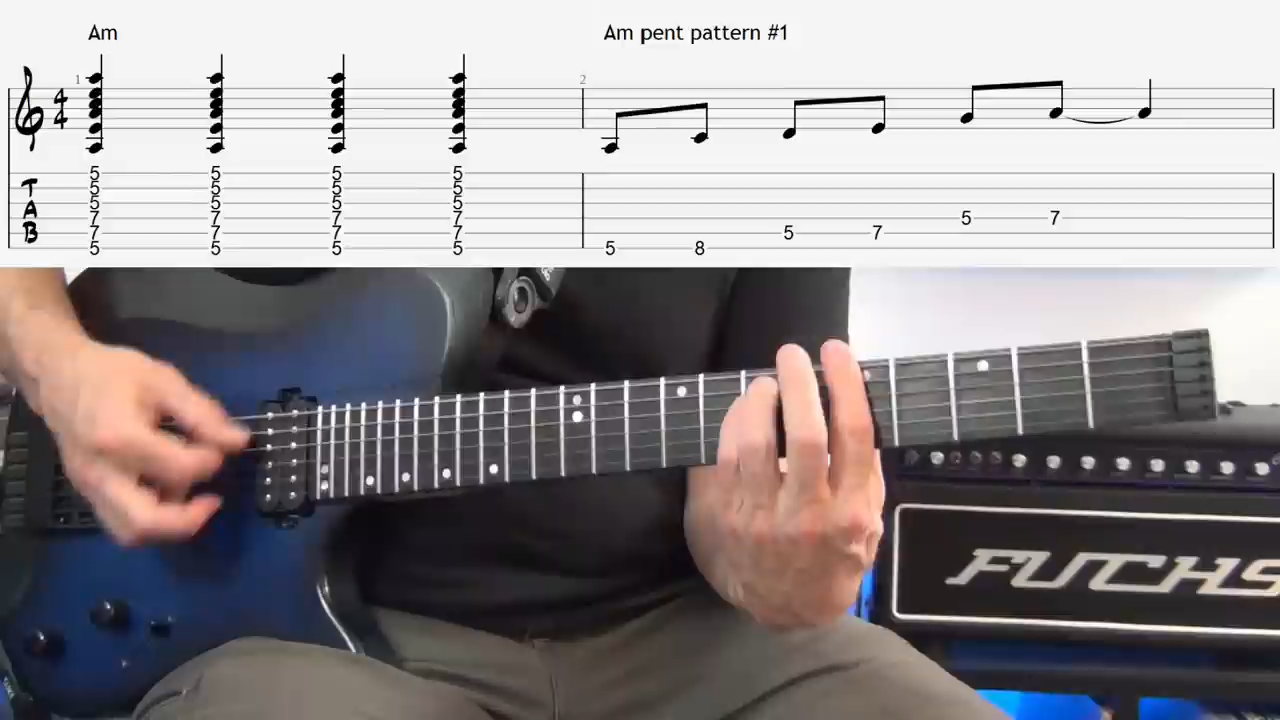 Am Am pent pattern #1
1 2
4
4
5 5 5 5
T 5 5 5 5
A 5 5 5 5
7 7 7 7 5 7
B 7 7 7 7 5 7
5 5 5 5 5 8
FUCHS